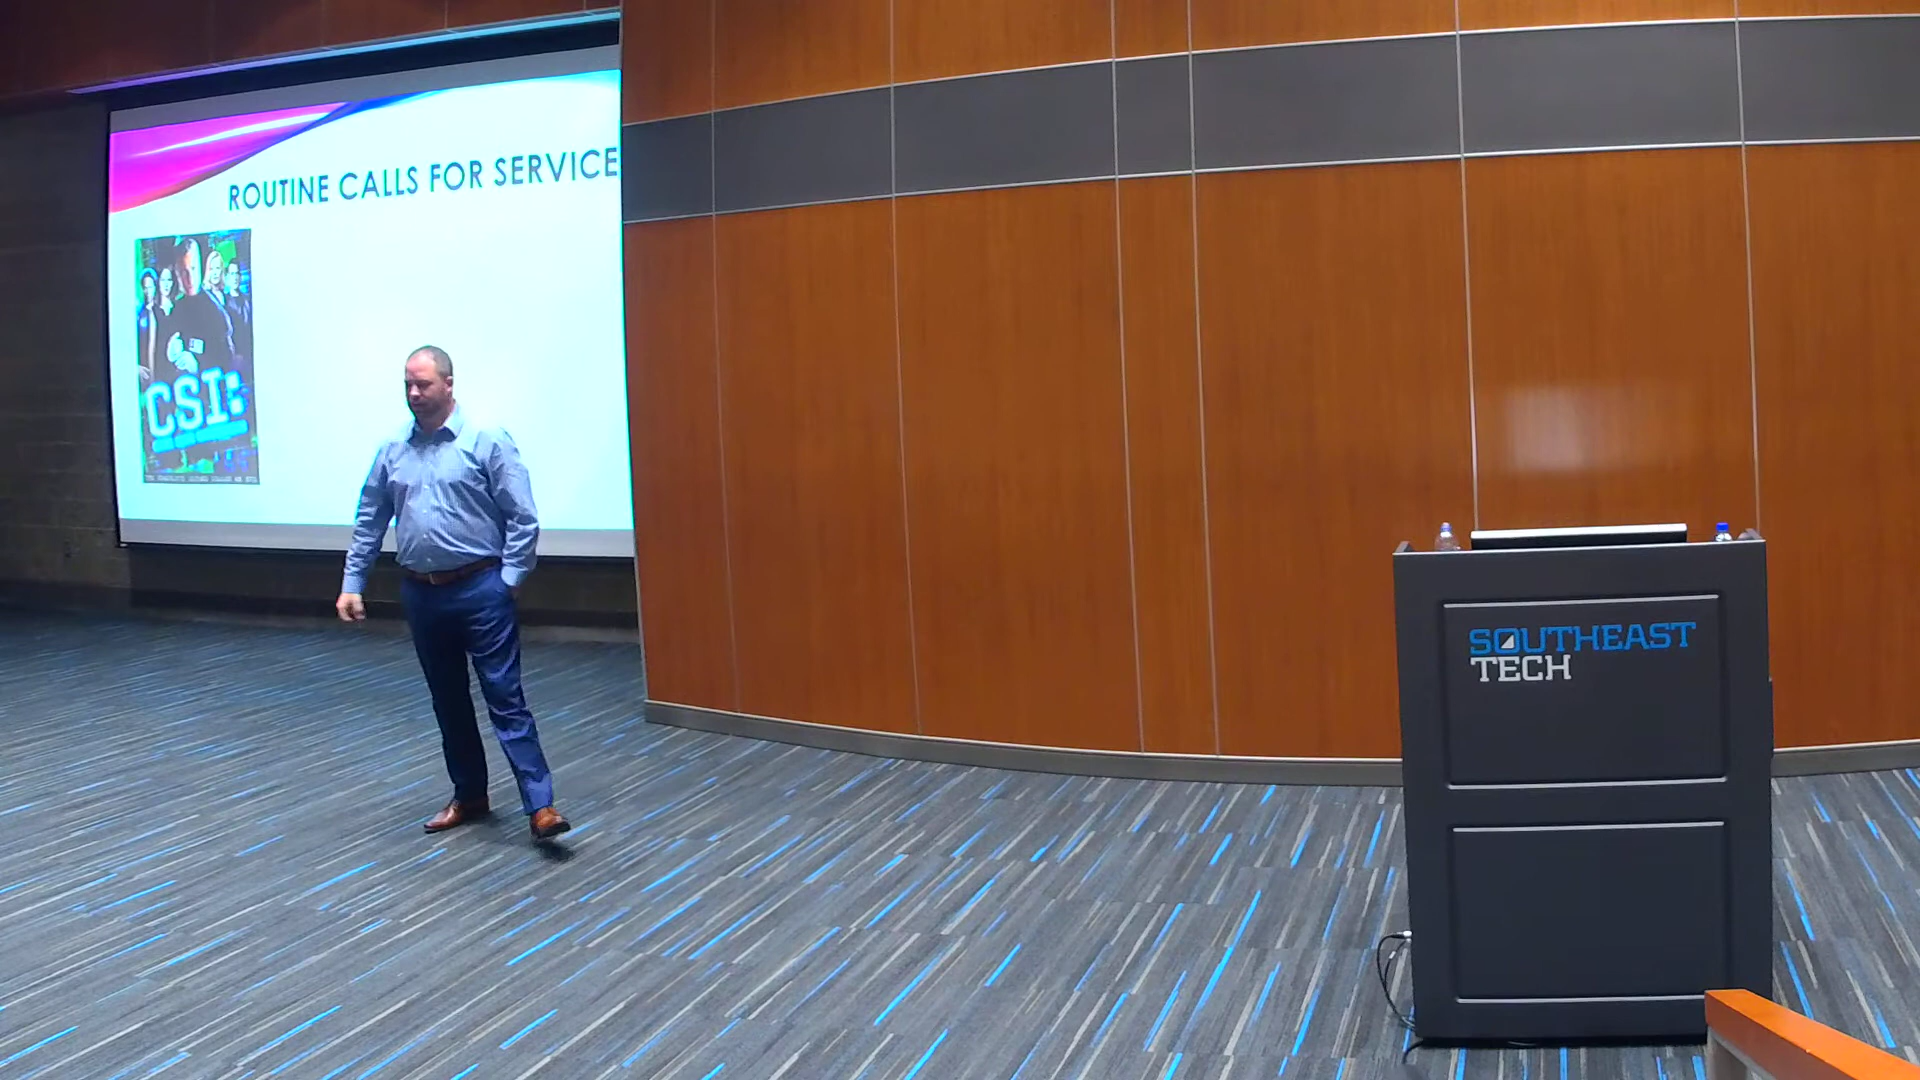 ROUTINE CALLS FOR SERVICE
CSI:
SOUTHEAST
TECH